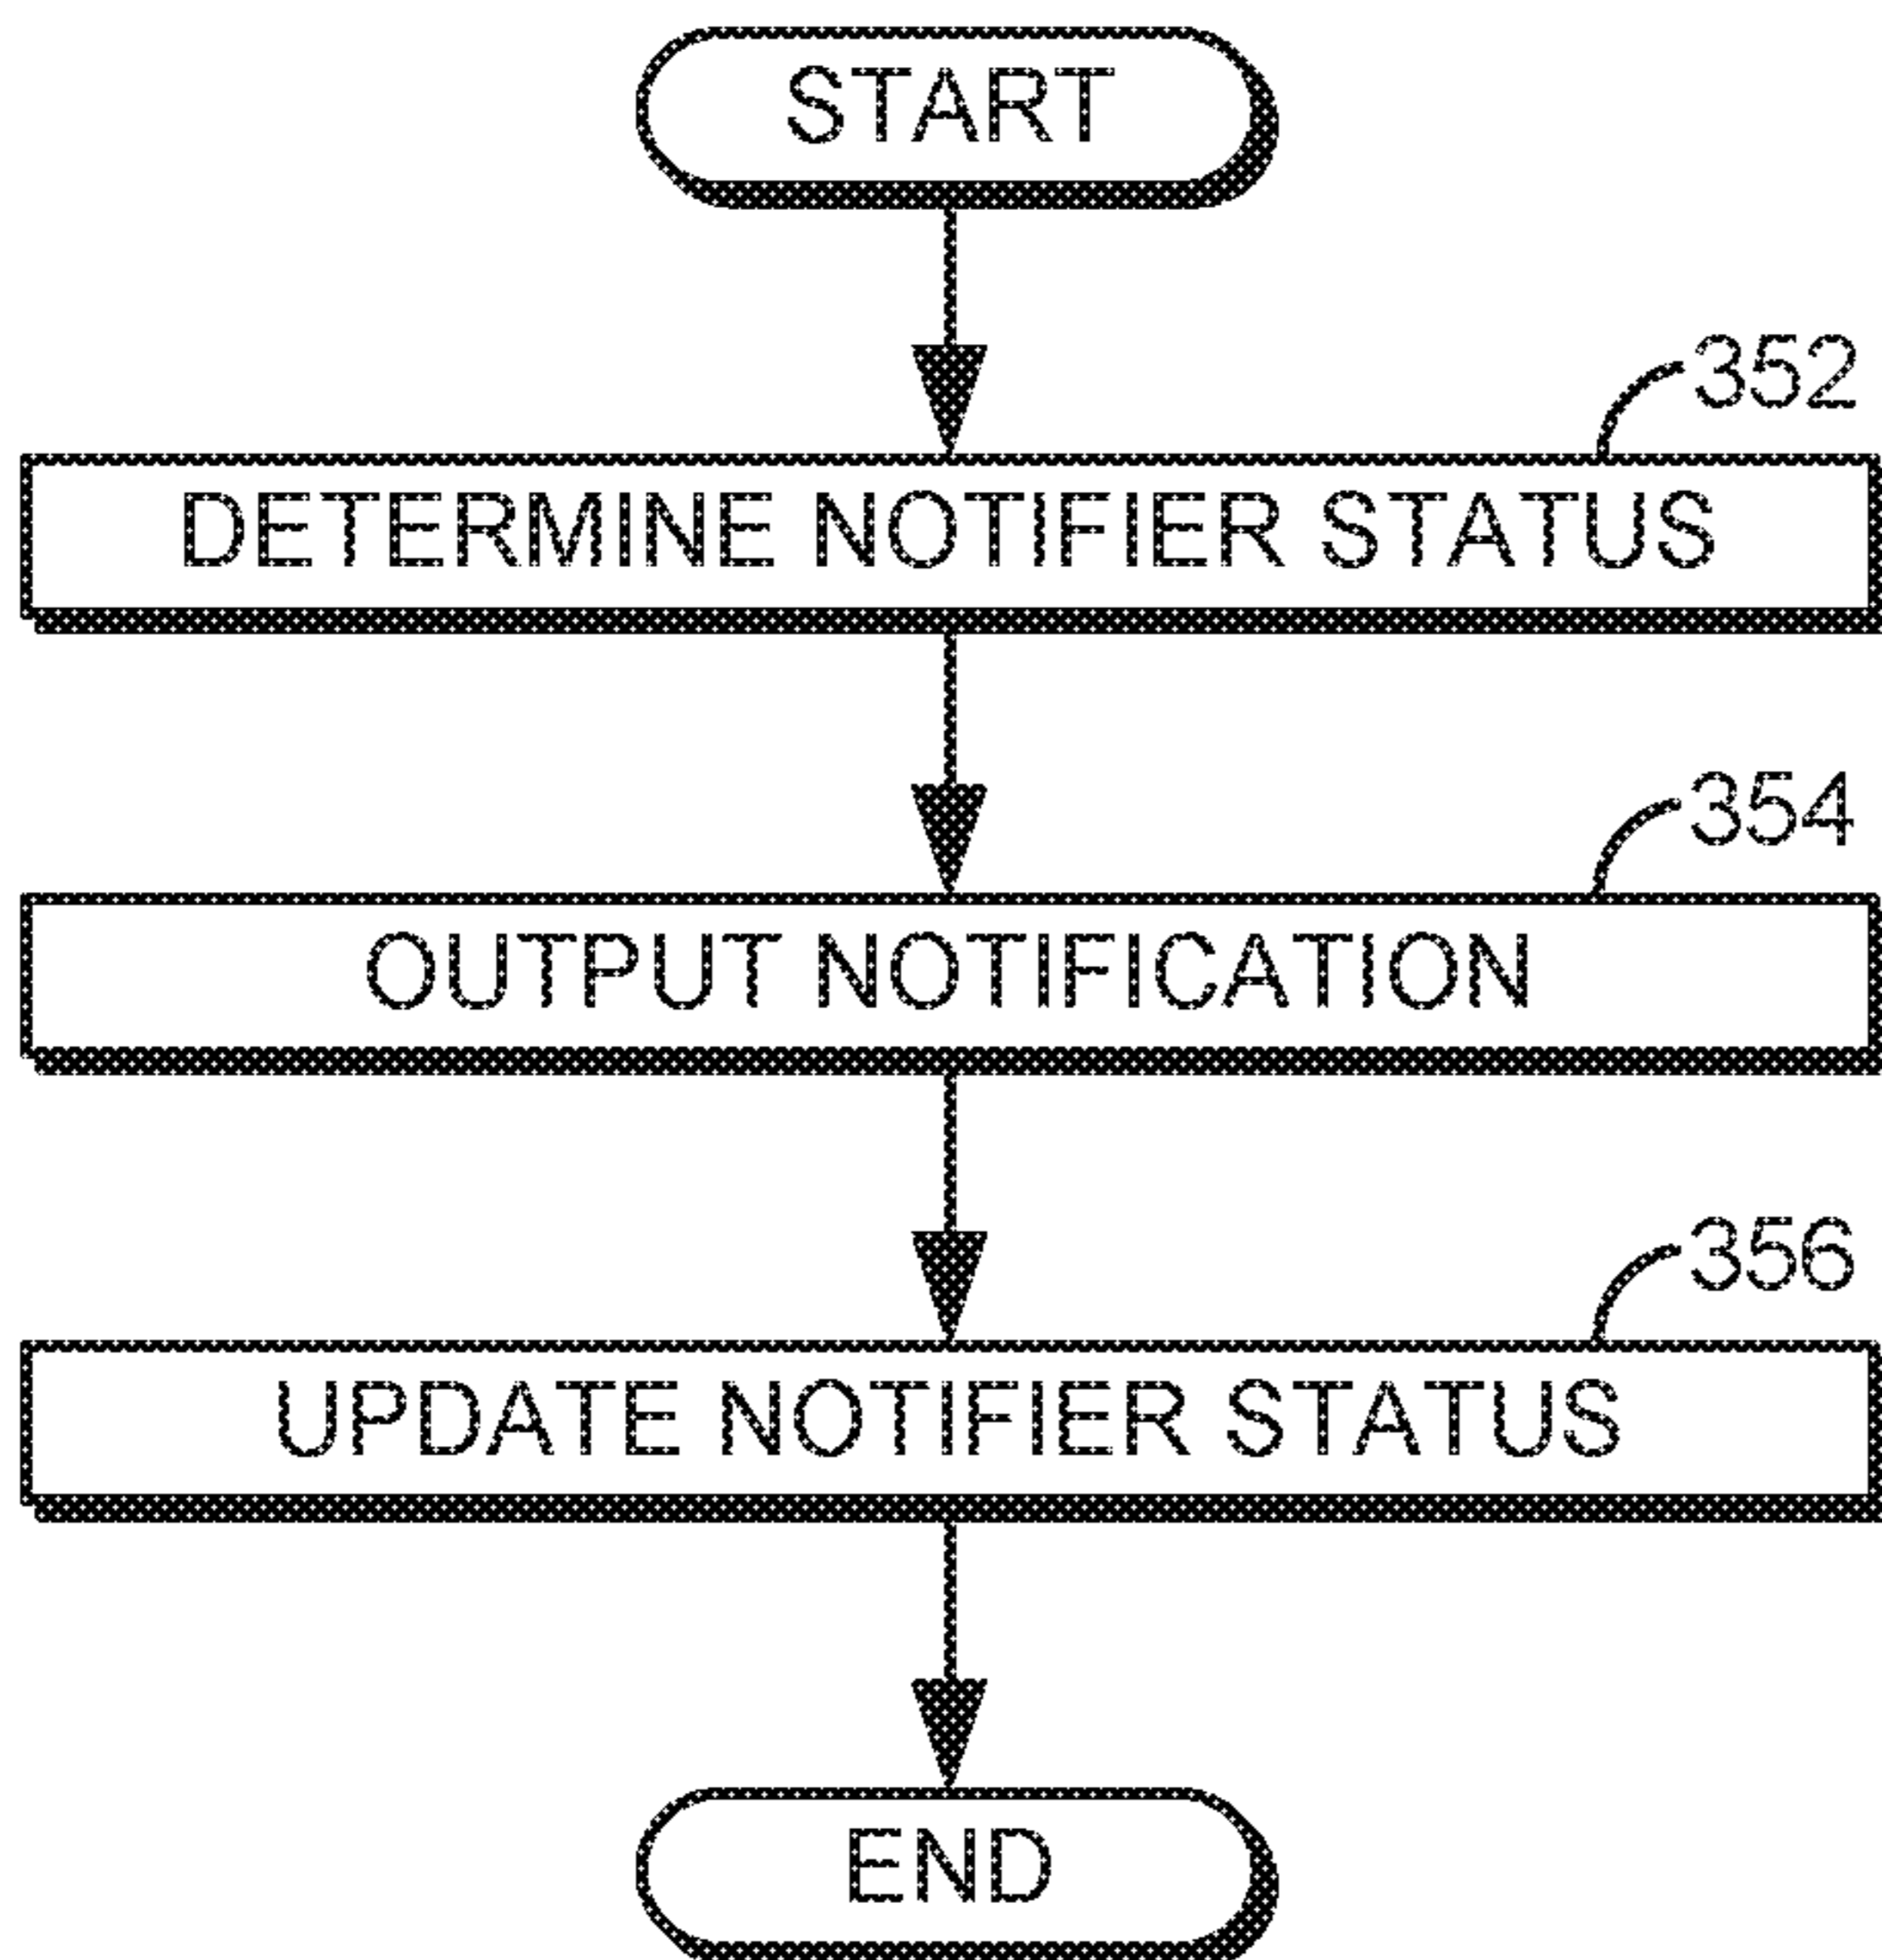 START
352
DETERMINE NOTIFIER STATUS
354
OUTPUT NOTIFICATION
356
UPDATE NOTIFIER STATUS
END